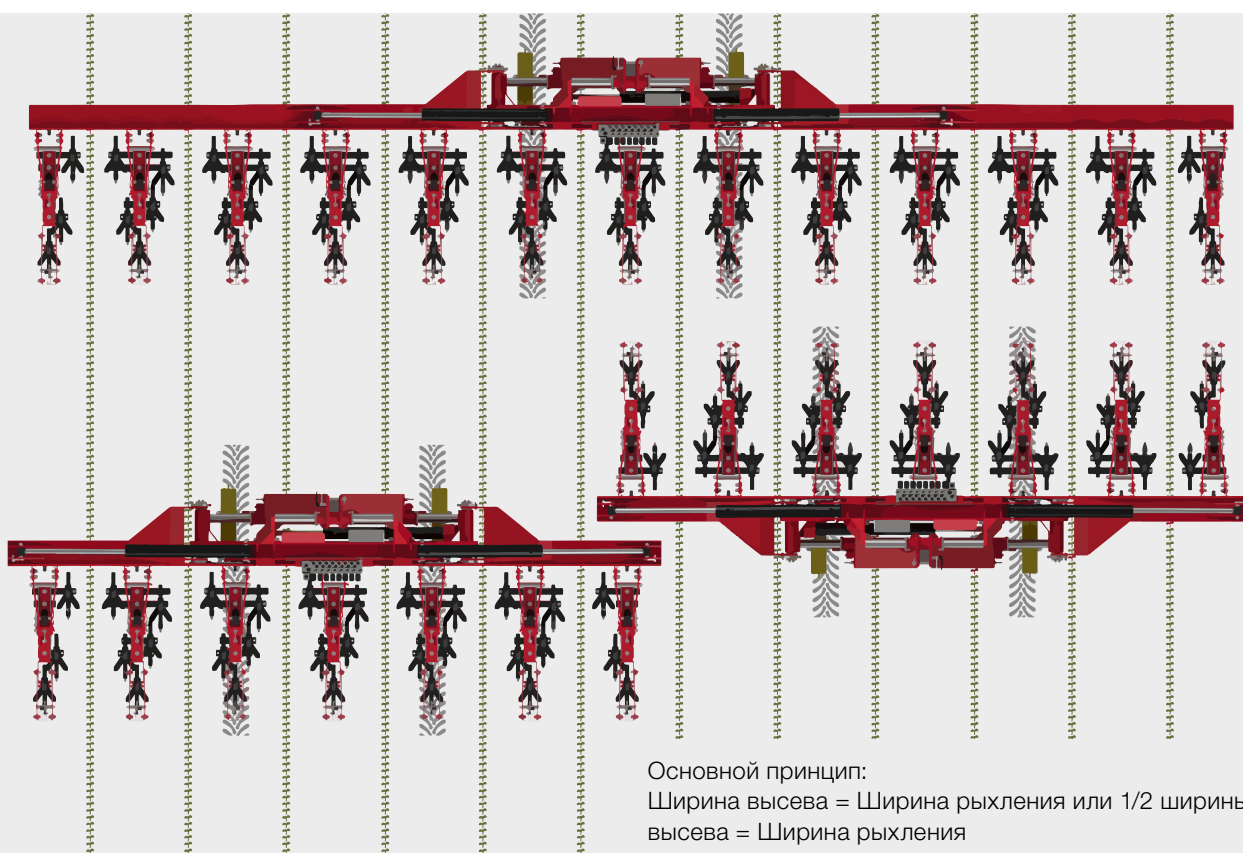 Основной принцип:
Ширина высева = Ширина рыхления или 1/2 ширины
высева = Ширина рыхления